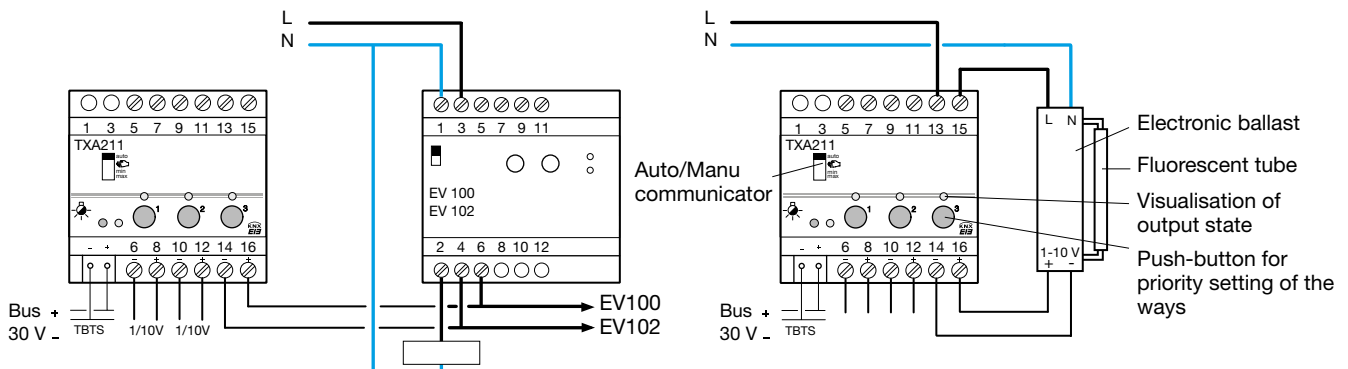 L
N
1 3 5 7 9 11 13 15
TXA211
auto
min
max
1 2 3
KNX
EIB
- + 6 8 10 12 14 16
- + - + - +
Bus +
30 V -
TBTS
1/10V 1/10V
1 3 5 7 9 11
EV 100
EV 102
2 4 6 8 10 12
EV100
EV102
Auto/Manu
communicator
L
N
1 3 5 7 9 11 13 15
TXA211
auto
min
max
1 2 3
KNX
EIB
- + 6 8 10 12 14 16
- + - + - +
Bus +
30 V -
TBTS
L N
1-10 V
+ -
Electronic ballast
Fluorescent tube
Visualisation of
output state
Push-button for
priority setting of the
ways